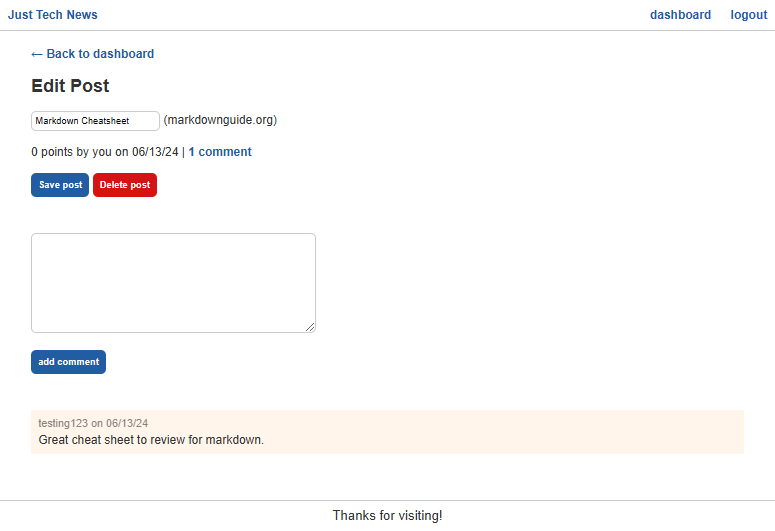 Just Tech News dashboard logout
← Back to dashboard
Edit Post
Markdown Cheatsheet (markdownguide.org)
0 points by you on 06/13/24 | 1 comment
Save post Delete post
add comment
testing123 on 06/13/24
Great cheat sheet to review for markdown.
Thanks for visiting!